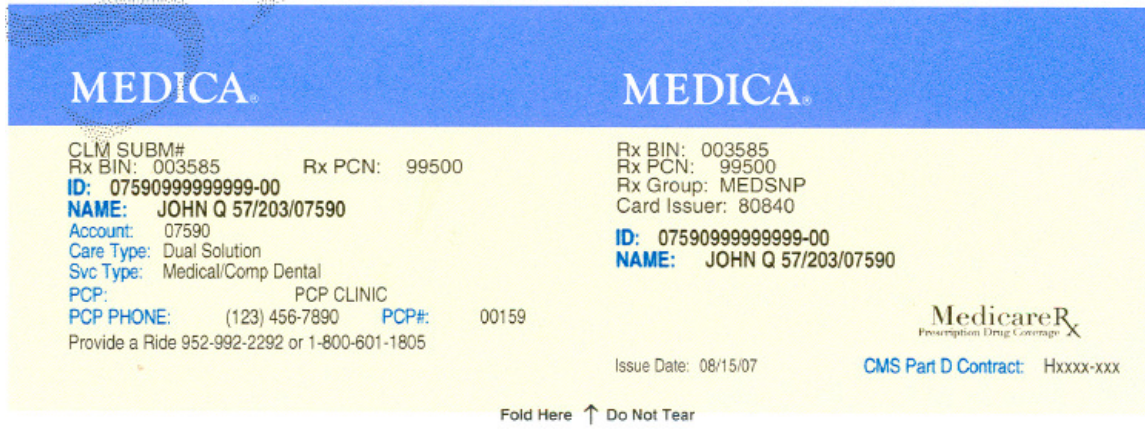 MEDICA®
CLM SUBM#
Rx BIN: 003585 Rx PCN: 99500
ID: 07590999999999-00
NAME: JOHN Q 57/203/07590
Account: 07590
Care Type: Dual Solution
Svc Type: Medical/Comp Dental
PCP: PCP CLINIC
PCP PHONE: (123) 456-7890 PCP#: 00159
Provide a Ride 952-992-2292 or 1-800-601-1805
MEDICA®
Rx BIN: 003585
Rx PCN: 99500
Rx Group: MEDSNP
Card Issuer: 80840
ID: 07590999999999-00
NAME: JOHN Q 57/203/07590
MedicareRx
Prescription Drug Coverage
Issue Date: 08/15/07 CMS Part D Contract: Hxxxx-xxx
Fold Here ↑ Do Not Tear